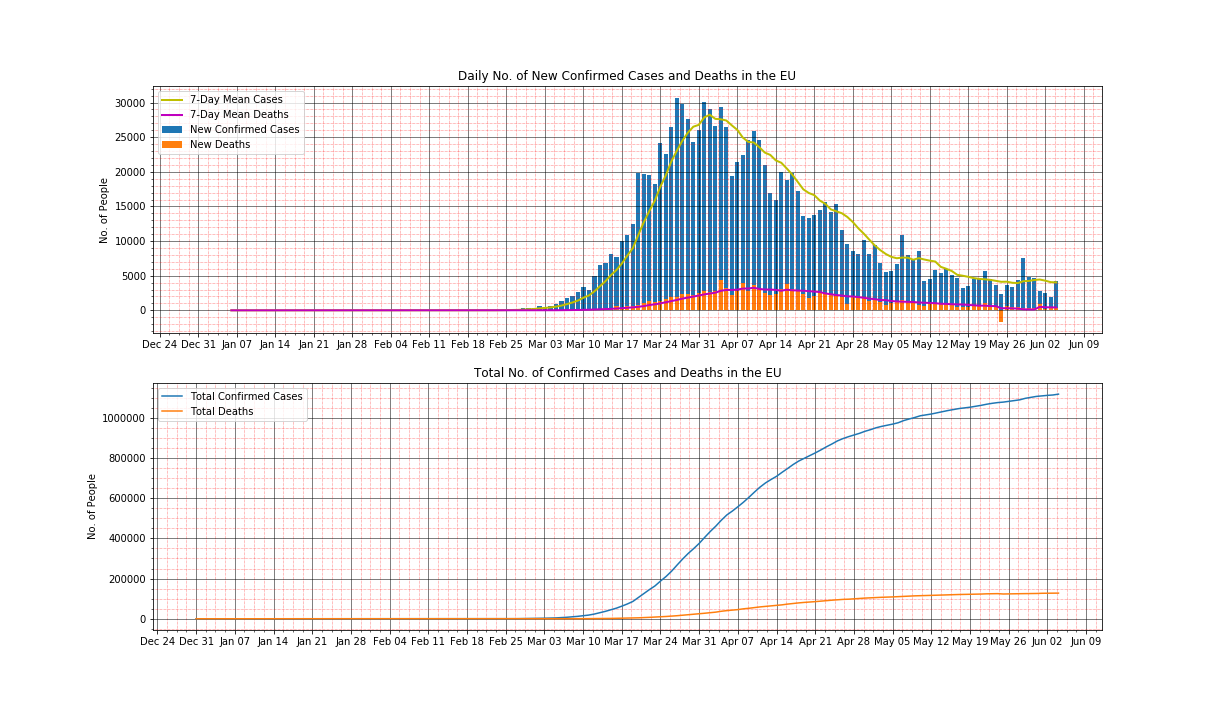 Daily No. of New Confirmed Cases and Deaths in the EU
7-Day Mean Cases
7-Day Mean Deaths
New Confirmed Cases
New Deaths
30000
25000
20000
15000
10000
5000
0
No. of People
Dec 24 Dec 31 Jan 07 Jan 14 Jan 21 Jan 28 Feb 04 Feb 11 Feb 18 Feb 25 Mar 03 Mar 10 Mar 17 Mar 24 Mar 31 Apr 07 Apr 14 Apr 21 Apr 28 May 05 May 12 May 19 May 26 Jun 02 Jun 09
Total No. of Confirmed Cases and Deaths in the EU
Total Confirmed Cases
Total Deaths
1000000
800000
600000
400000
200000
0
No. of People
Dec 24 Dec 31 Jan 07 Jan 14 Jan 21 Jan 28 Feb 04 Feb 11 Feb 18 Feb 25 Mar 03 Mar 10 Mar 17 Mar 24 Mar 31 Apr 07 Apr 14 Apr 21 Apr 28 May 05 May 12 May 19 May 26 Jun 02 Jun 09